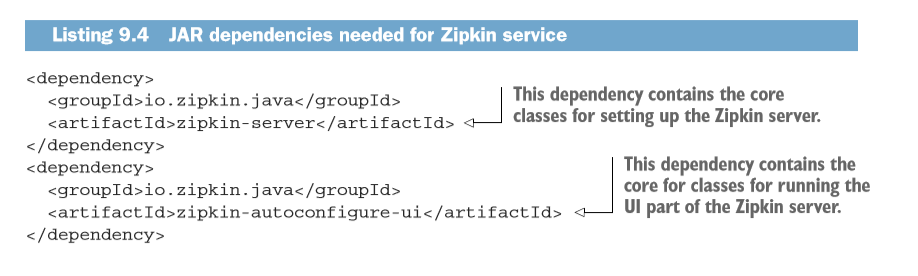 Listing 9.4 JAR dependencies needed for Zipkin service
<dependency>
<groupId>io.zipkin.java</groupId>
<artifactId>zipkin-server</artifactId>
</dependency>
This dependency contains the core
classes for setting up the Zipkin server.
<dependency>
<groupId>io.zipkin.java</groupId>
<artifactId>zipkin-autoconfigure-ui</artifactId>
</dependency>
This dependency contains the
core for classes for running the
UI part of the Zipkin server.